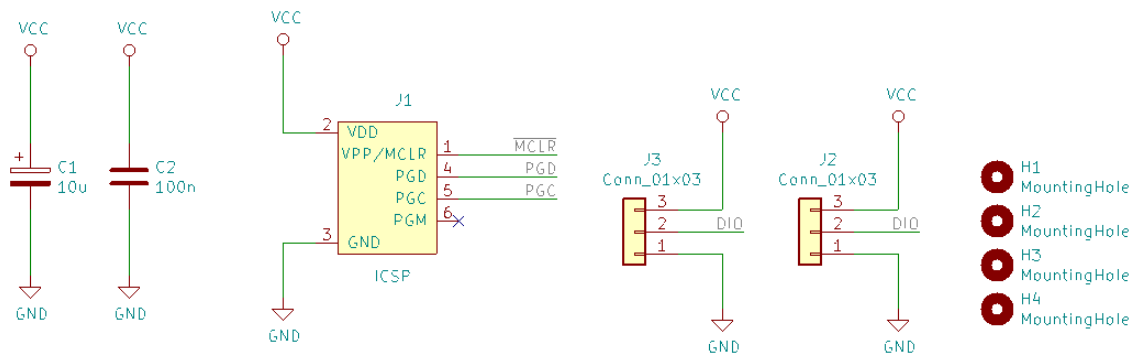 VCC
+
C1
10u
GND
VCC
C2
100n
GND
VCC
J1
2
VDD
VPP/MCLR
1
MCLR
PGD
4
PGD
PGC
5
PGC
PGM
6
3
GND
ICSP
GND
VCC
J3
Conn_01x03
3
2
DIO
1
GND
VCC
J2
Conn_01x03
3
2
DIO
1
GND
H1
MountingHole
H2
MountingHole
H3
MountingHole
H4
MountingHole